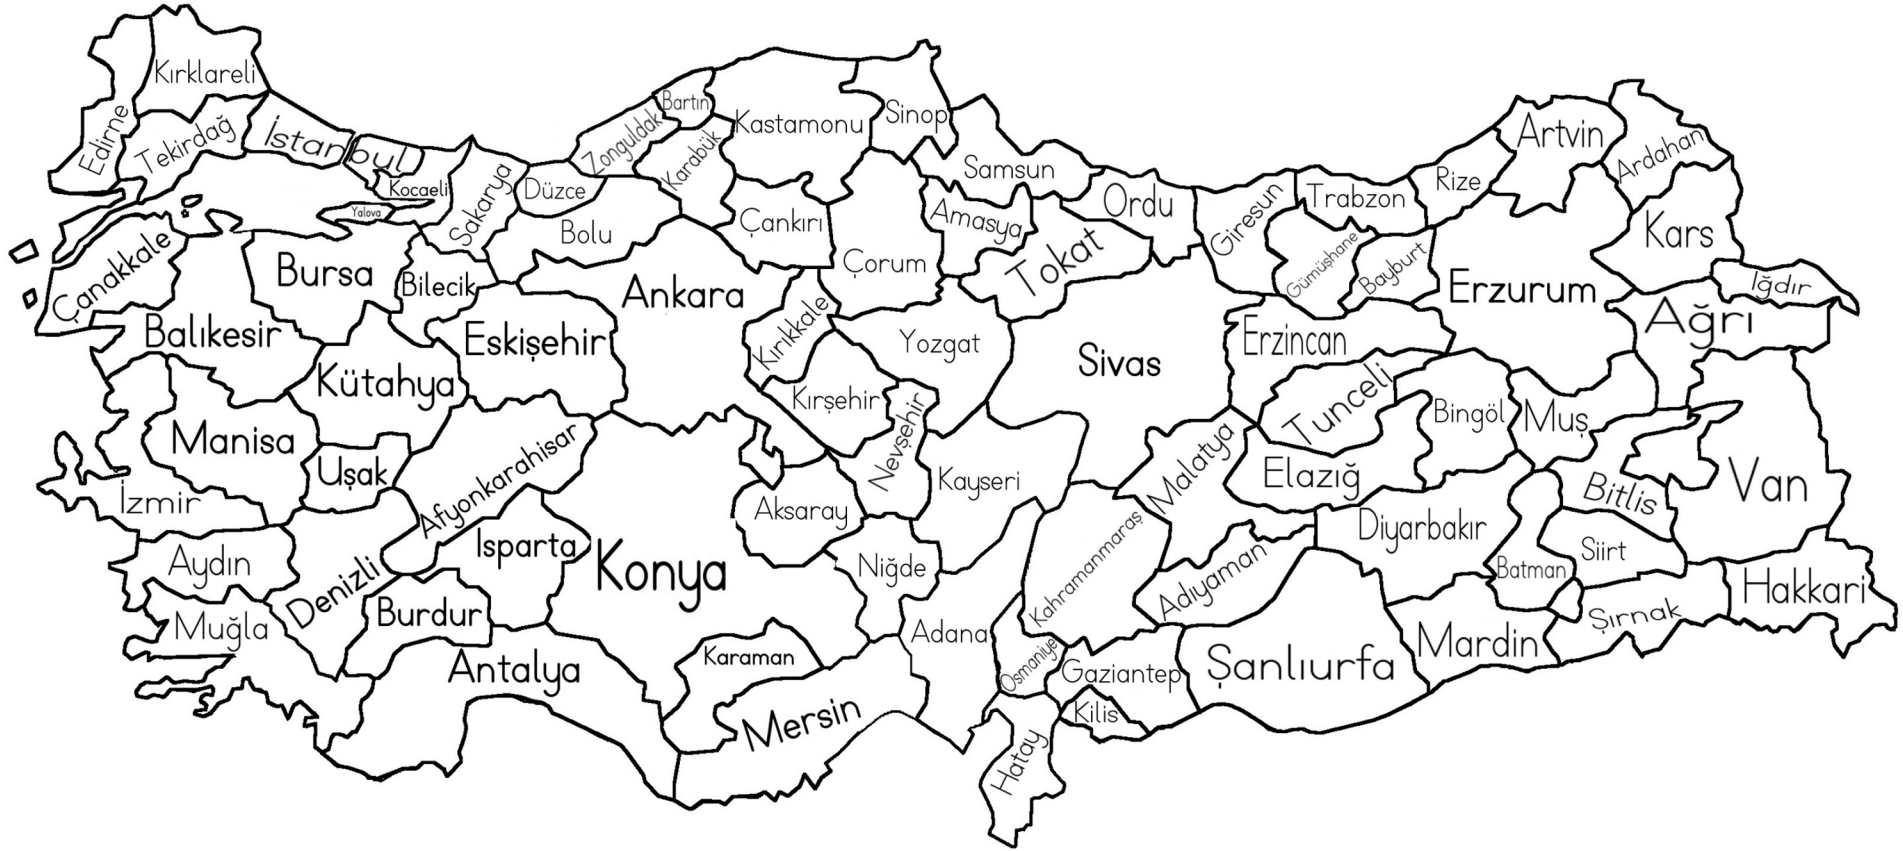 Kırklareli
Edirne
Tekirdağ
İstanbul
Kocaeli
Yalova
Sakarya
Düzce
Zonguldak
Bartın
Karabük
Kastamonu
Sinop
Samsun
Bolu
Çankırı
Çorum
Amasya
Tokat
Ordu
Giresun
Trabzon
Gümüşhane
Bayburt
Rize
Artvin
Ardahan
Kars
Iğdır
Ağrı
Erzurum
Erzincan
Çanakkale
Balıkesir
Bursa
Bilecik
Eskişehir
Ankara
Kırıkkale
Yozgat
Sivas
Kütahya
Kırşehir
Nevşehir
Kayseri
Malatya
Tunceli
Elazığ
Bingöl
Muş
Bitlis
Van
Manisa
Uşak
Afyonkarahisar
İzmir
Aydın
Denizli
Isparta
Burdur
Muğla
Antalya
Konya
Aksaray
Niğde
Karaman
Mersin
Adana
Kahramanmaraş
Osmaniye
Hatay
Kilis
Gaziantep
Adıyaman
Şanlıurfa
Diyarbakır
Mardin
Batman
Siirt
Şırnak
Hakkari